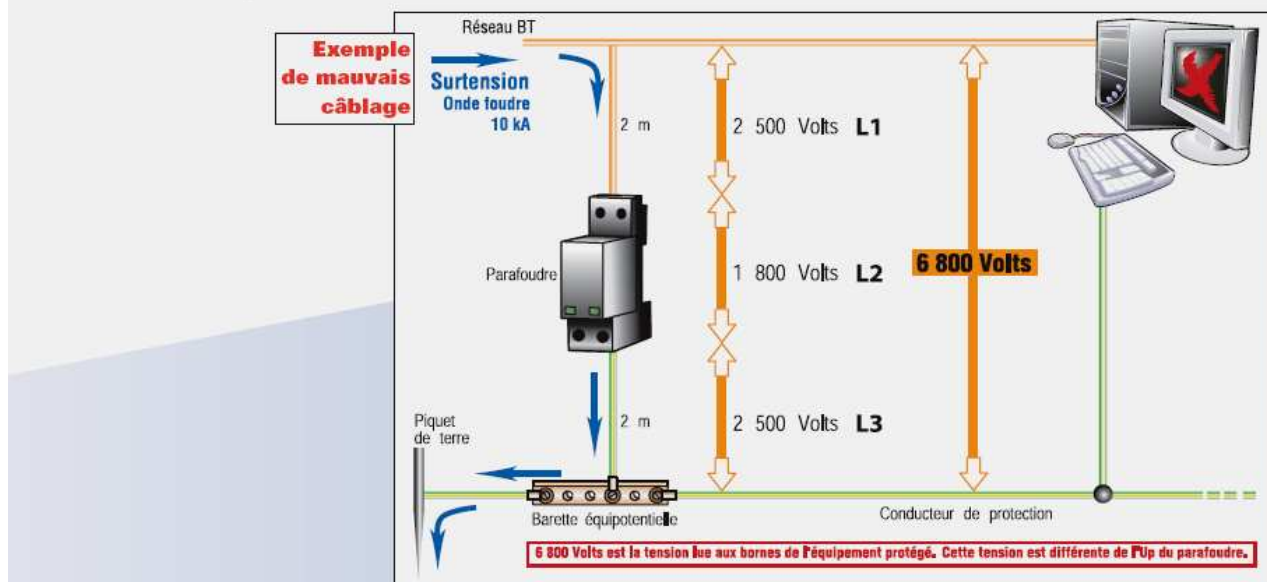 Réseau BT
Exemple
de mauvais
câblage
Surtension
Onde foudre
10 kA
2 m
2 500 Volts L1
Parafoudre
1 800 Volts L2
6 800 Volts
2 m
2 500 Volts L3
Piquet
de terre
Barette équipotentielle
Conducteur de protection
6 800 Volts est la tension lue aux bornes de l'équipement protégé. Cette tension est différente de l'Up du parafoudre.